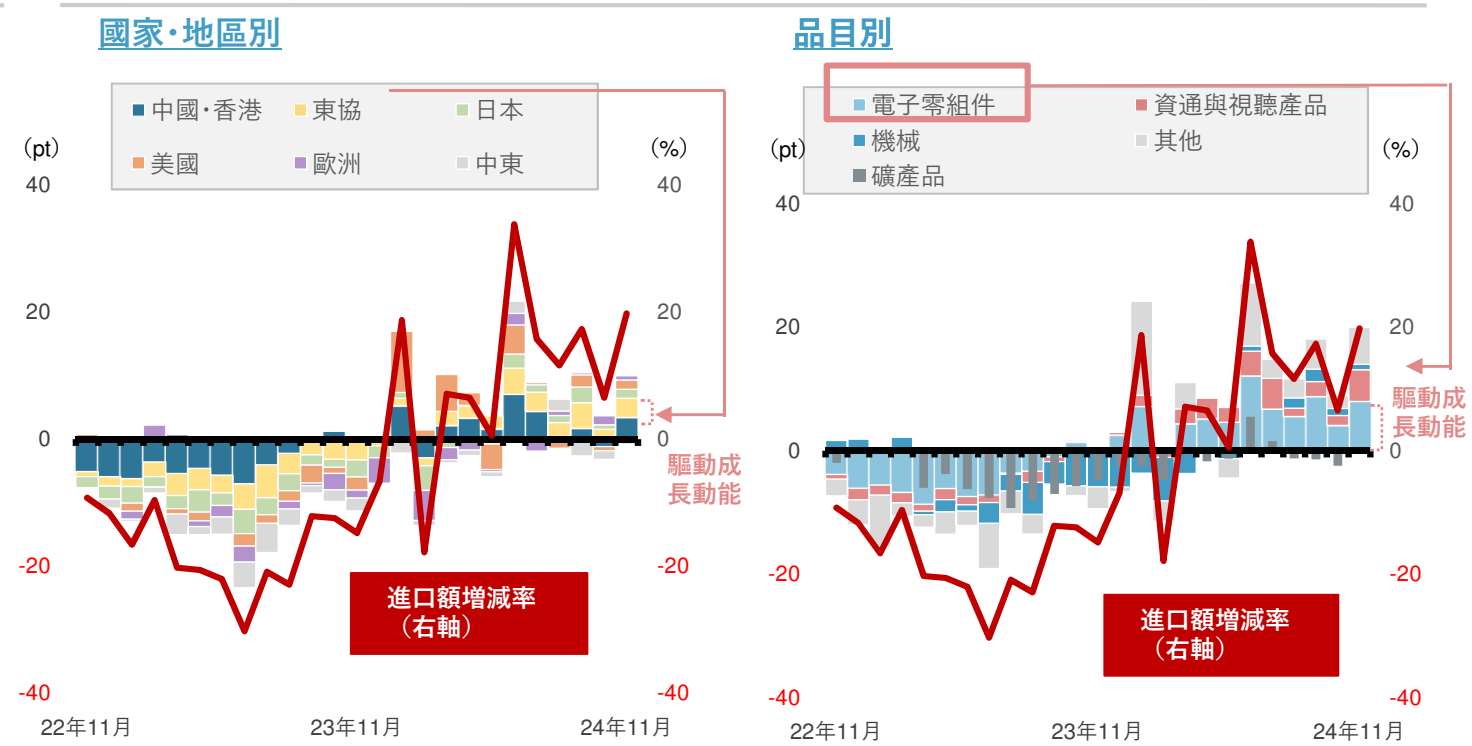 國家･地區別
中國･香港 東協 日本
美國 歐洲 中東
（pt） （%）
40 40
20 20
0 0
-20 -20
-40 -40
驅動成
長動能
進口額增減率
（右軸）
22年11月 23年11月 24年11月
品目別
電子零組件 資通與視聽產品
機械 其他
礦產品
（pt） （%）
40 40
20 20
0 0
-20 -20
-40 -40
驅動成
長動能
進口額增減率
（右軸）
22年11月 23年11月 24年11月